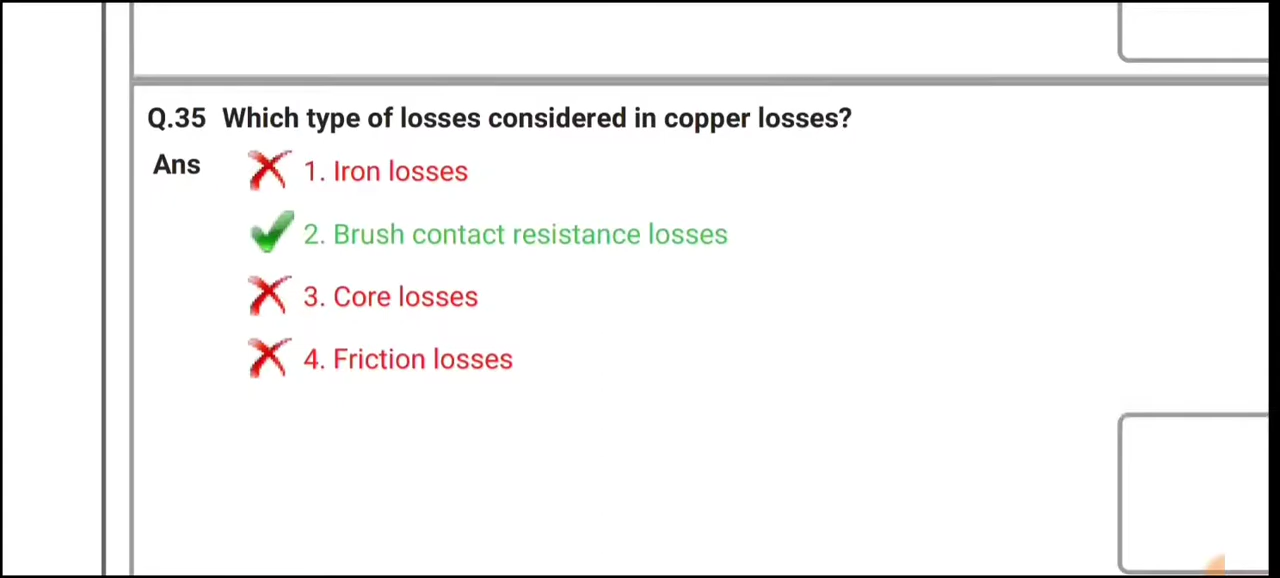 Q.35 Which type of losses considered in copper losses?
Ans 1. Iron losses
2. Brush contact resistance losses
3. Core losses
4. Friction losses